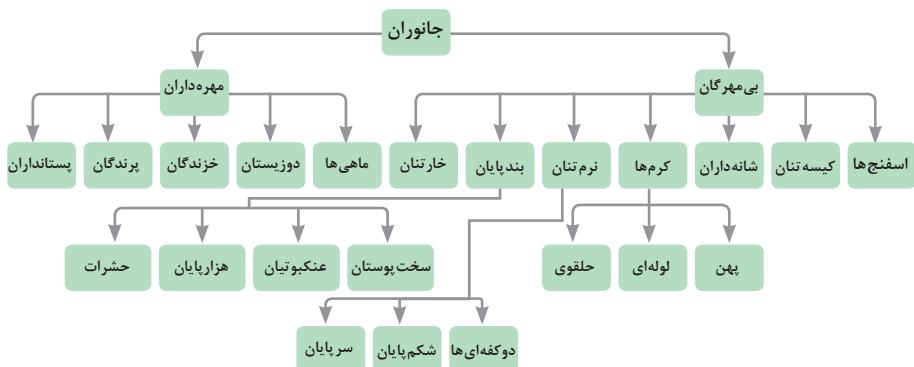 جانوران
بی‌مهرگان
مهره‌داران
اسفنج‌ها
کیسه‌تنان
شانه‌داران
کرم‌ها
نرم‌تنان
بندپایان
خارتنان
ماهی‌ها
دوزیستان
خزندگان
پرندگان
پستانداران
پهن
لوله‌ای
حلقوی
سخت‌پوستان
عنکبوتیان
هزارپایان
حشرات
دوکفه‌ای‌ها
شکم‌پایان
سرپایان